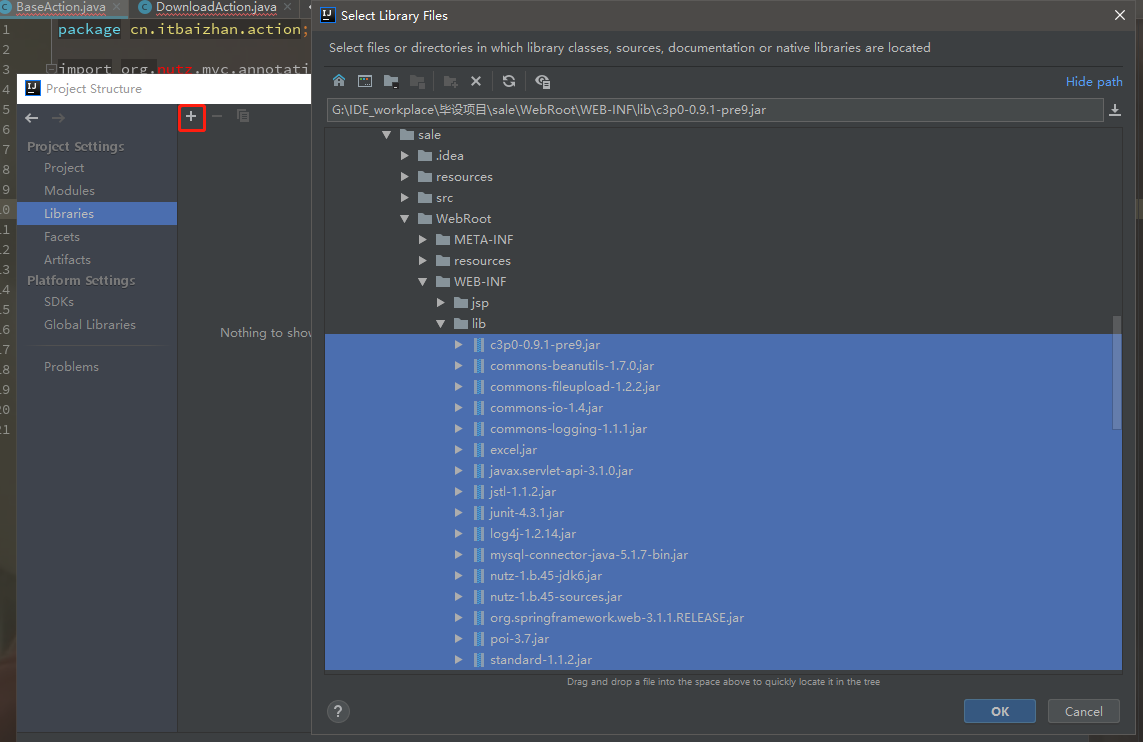 BaseAction.java
DownloadAction.java
1
package cn.itbaizhan.action;
2
3
import org.nutz.mvc.annotati
4
5
6
7
8
9
0
1
2
3
4
5
6
7
8
9
0
1
Project Structure
Project Settings
Project
Modules
Libraries
Facets
Artifacts
Platform Settings
SDKs
Global Libraries
Problems
Nothing to show
Select Library Files
Select files or directories in which library classes, sources, documentation or native libraries are located
Hide path
G:\IDE_workplace\毕设项目\sale\WebRoot\WEB-INF\lib\c3p0-0.9.1-pre9.jar
sale
.idea
resources
src
WebRoot
META-INF
resources
WEB-INF
jsp
lib
c3p0-0.9.1-pre9.jar
commons-beanutils-1.7.0.jar
commons-fileupload-1.2.2.jar
commons-io-1.4.jar
commons-logging-1.1.1.jar
excel.jar
javax.servlet-api-3.1.0.jar
jstl-1.1.2.jar
junit-4.3.1.jar
log4j-1.2.14.jar
mysql-connector-java-5.1.7-bin.jar
nutz-1.b.45-jdk6.jar
nutz-1.b.45-sources.jar
org.springframework.web-3.1.1.RELEASE.jar
poi-3.7.jar
standard-1.1.2.jar
Drag and drop a file into the space above to quickly locate it in the tree
?
OK
Cancel